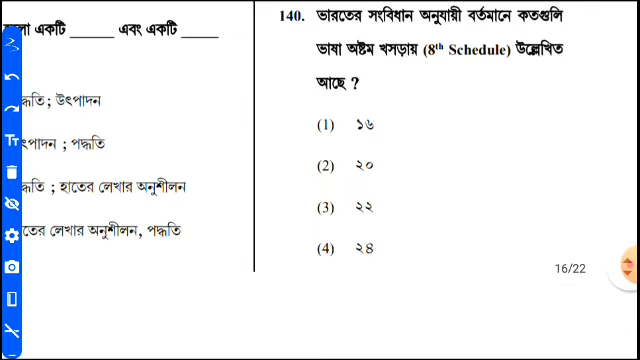 একটি ______ এবং একটি ______
দ্ধতি ; উৎপাদন
ৎপাদন ; পদ্ধতি
দ্ধতি ; হাতের লেখার অনুশীলন
তের লেখার অনুশীলন, পদ্ধতি
140. ভারতের সংবিধান অনুযায়ী বর্তমানে কতগুলি
ভাষা অষ্টম খসড়ায় (8th Schedule) উল্লেখিত
আছে ?
(1) ১৬
(2) ২০
(3) ২২
(4) ২৪
16/22